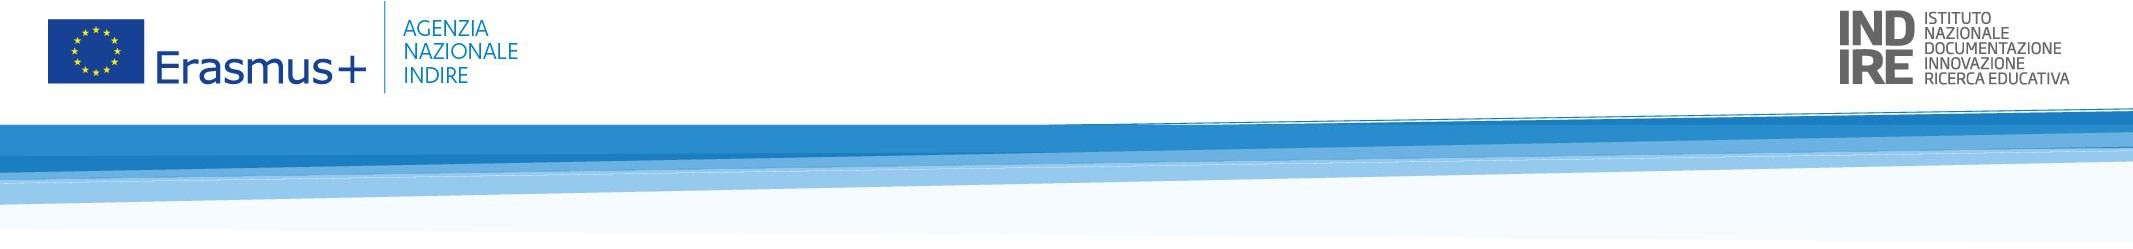 Erasmus+
AGENZIA
NAZIONALE
INDIRE
IND
IRE
ISTITUTO
NAZIONALE
DOCUMENTAZIONE
INNOVAZIONE
RICERCA EDUCATIVA